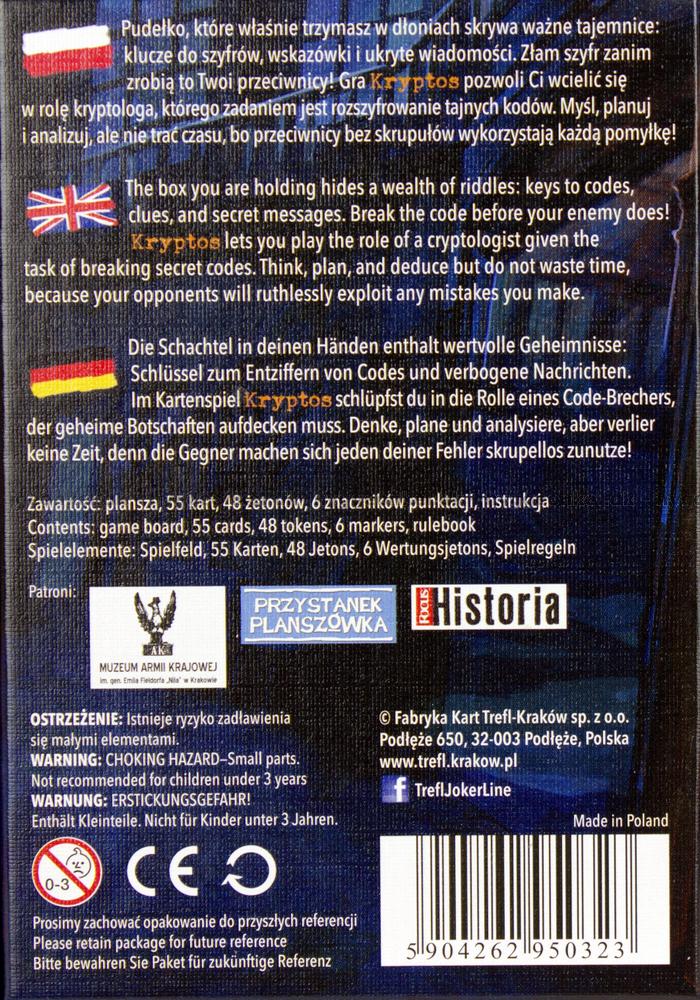 Pudełko, które właśnie trzymasz w dłoniach skrywa ważne tajemnice:
klucze do szyfrów, wskazówki i ukryte wiadomości. Złam szyfr zanim
zrobią to Twoi przeciwnicy! Gra Kryptos pozwoli Ci wcielić się
w rolę kryptologa, którego zadaniem jest rozszyfrowanie tajnych kodów. Myśl, planuj
i analizuj, ale nie trać czasu, bo przeciwnicy bez skrupułów wykorzystają każdą pomyłkę!
The box you are holding hides a wealth of riddles: keys to codes,
clues, and secret messages. Break the code before your enemy does!
Kryptos lets you play the role of a cryptologist given the
task of breaking secret codes. Think, plan, and deduce but do not waste time,
because your opponents will ruthlessly exploit any mistakes you make.
Die Schachtel in deinen Händen enthalt wertvolle Geheimnisse:
Schlüssel zum Entziffern von Codes und verbogene Nachrichten.
Im Kartenspiel Kryptos schlüpfst du in die Rolle eines Code-Brechers,
der geheime Botschaften aufdecken muss. Denke, plane und analysiere, aber verlier
keine Zeit, denn die Gegner machen sich jeden deiner Fehler skrupellos zunutze!
Zawartość: plansza, 55 kart, 48 żetonów, 6 znaczników punktacji, instrukcja
Contents: game board, 55 cards, 48 tokens, 6 markers, rulebook
Spielelemente: Spielfeld, 55 Karten, 48 Jetons, 6 Wertungsjetons, Spielregeln
Patroni:
AK
MUZEUM ARMII KRAJOWEJ
im. gen. Emila Fieldorfa „Nila" w Krakowie
PRZYSTANEK
PLANSZÓWKA
FOCUS Historia
OSTRZEŻENIE: Istnieje ryzyko zadławienia
się małymi elementami.
WARNING: CHOKING HAZARD–Small parts.
Not recommended for children under 3 years
WARNUNG: ERSTICKUNGSGEFAHR!
Enthält Kleinteile. Nicht für Kinder unter 3 Jahren.
© Fabryka Kart Trefl-Kraków sp. z o.o.
Podłęże 650, 32-003 Podłęże, Polska
www.trefl.krakow.pl
f TreflJokerLine
Made in Poland
0-3
CE
Prosimy zachować opakowanie do przyszłych referencji
Please retain package for future reference
Bitte bewahren Sie Paket für zukünftige Referenz
5 904262 950323